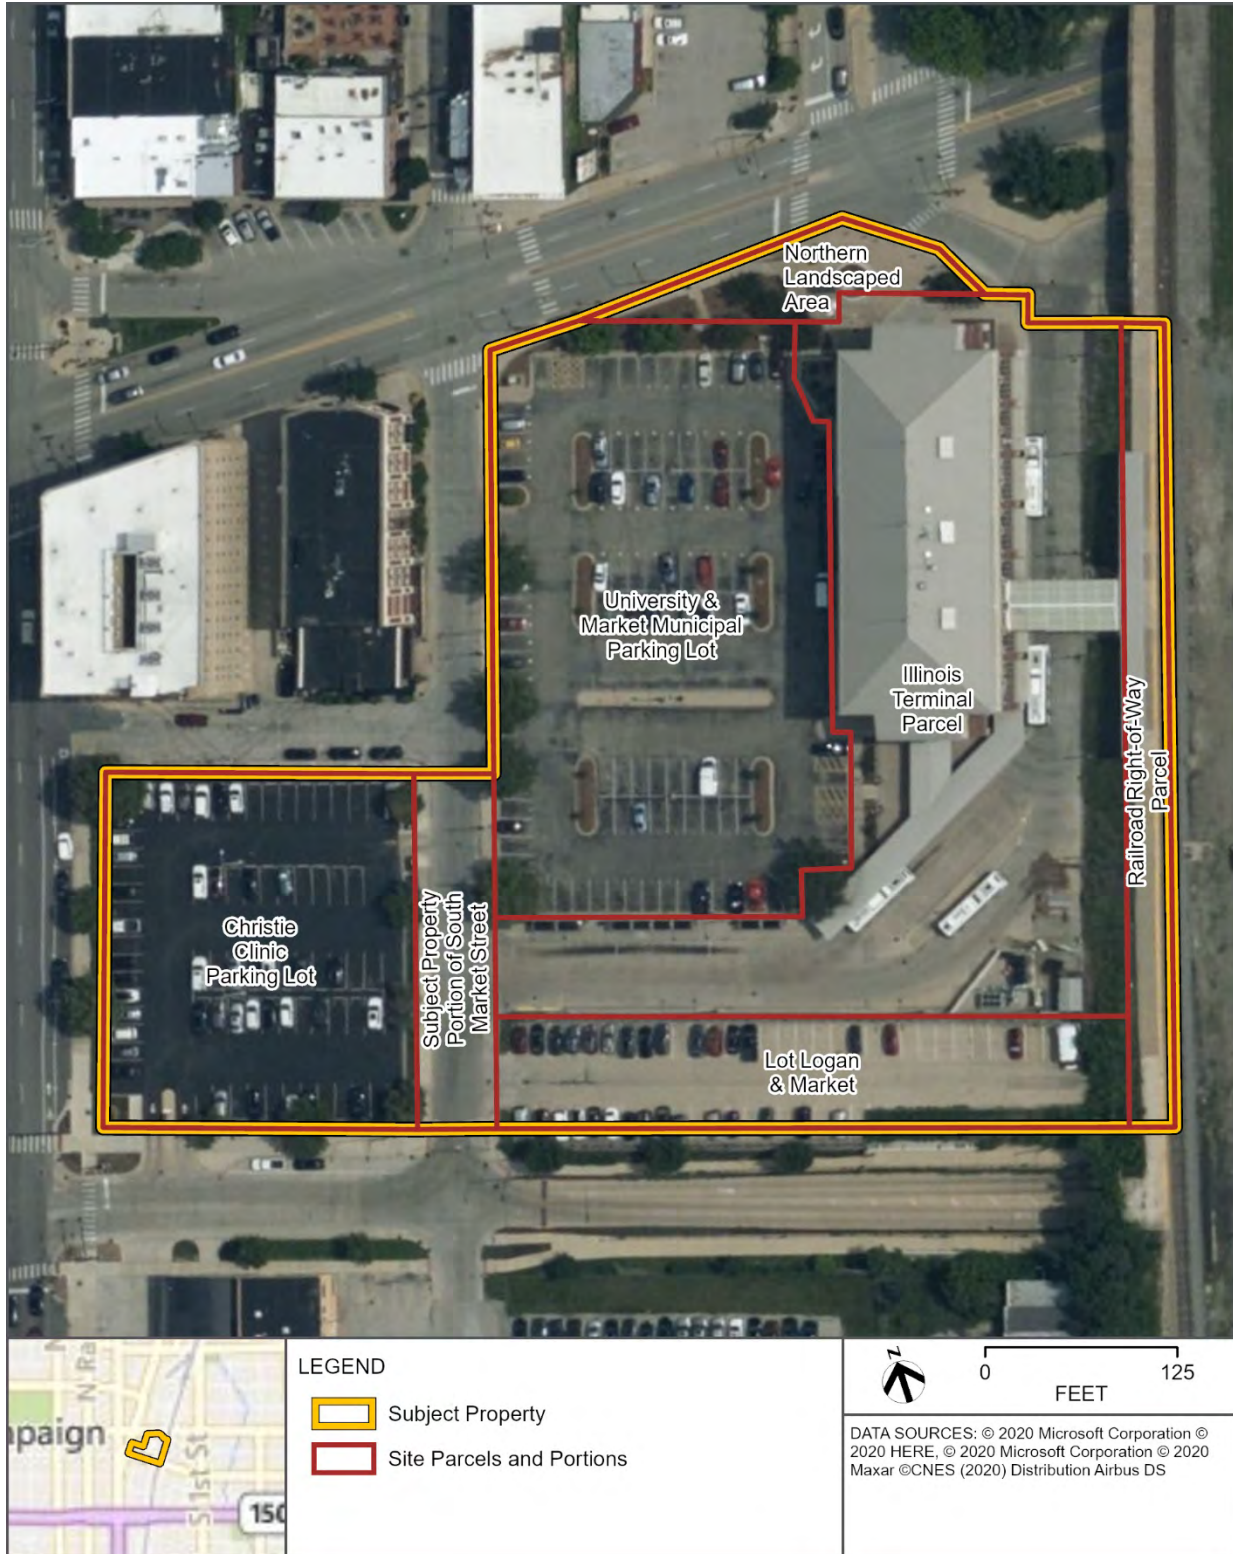 Northern
Landscaped
Area
University &
Market Municipal
Parking Lot
Illinois
Terminal
Parcel
Railroad Right-of-Way
Parcel
Christie
Clinic
Parking Lot
Subject Property
Portion of South
Market Street
Lot Logan
& Market
N Ra
paign
S 1st St
150
LEGEND
Subject Property
Site Parcels and Portions
N
0
125
FEET
DATA SOURCES: © 2020 Microsoft Corporation ©
2020 HERE, © 2020 Microsoft Corporation © 2020
Maxar ©CNES (2020) Distribution Airbus DS